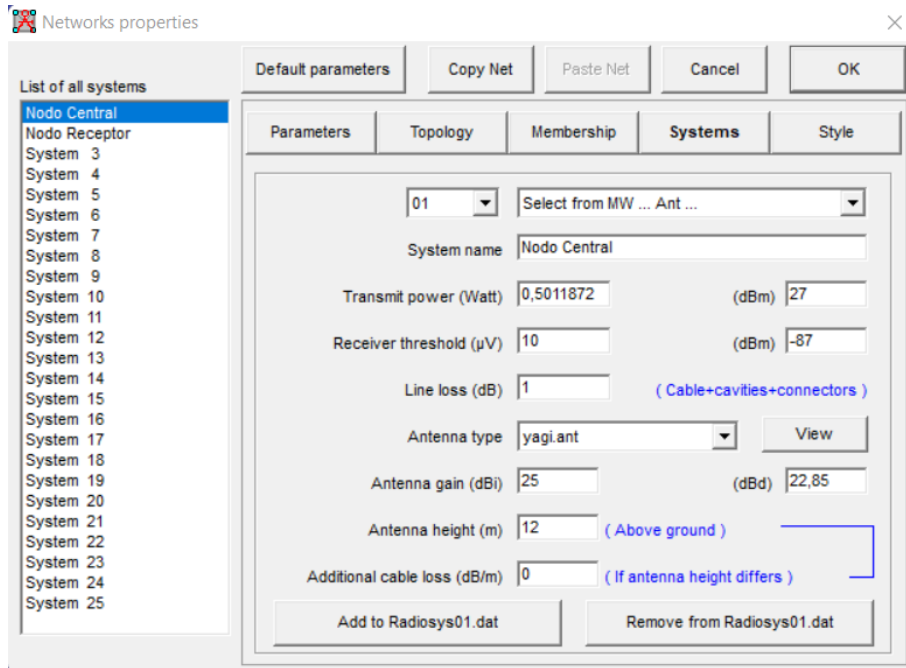 Networks properties
Default parameters Copy Net Paste Net Cancel OK
List of all systems
Nodo Central
Nodo Receptor
System 3
System 4
System 5
System 6
System 7
System 8
System 9
System 10
System 11
System 12
System 13
System 14
System 15
System 16
System 17
System 18
System 19
System 20
System 21
System 22
System 23
System 24
System 25
Parameters Topology Membership Systems Style
01 Select from MW ... Ant ...
System name Nodo Central
Transmit power (Watt) 0,5011872 (dBm) 27
Receiver threshold (µV) 10 (dBm) -87
Line loss (dB) 1 ( Cable+cavities+connectors )
Antenna type yagi.ant View
Antenna gain (dBi) 25 (dBd) 22,85
Antenna height (m) 12 ( Above ground )
Additional cable loss (dB/m) 0 ( If antenna height differs )
Add to Radiosys01.dat Remove from Radiosys01.dat